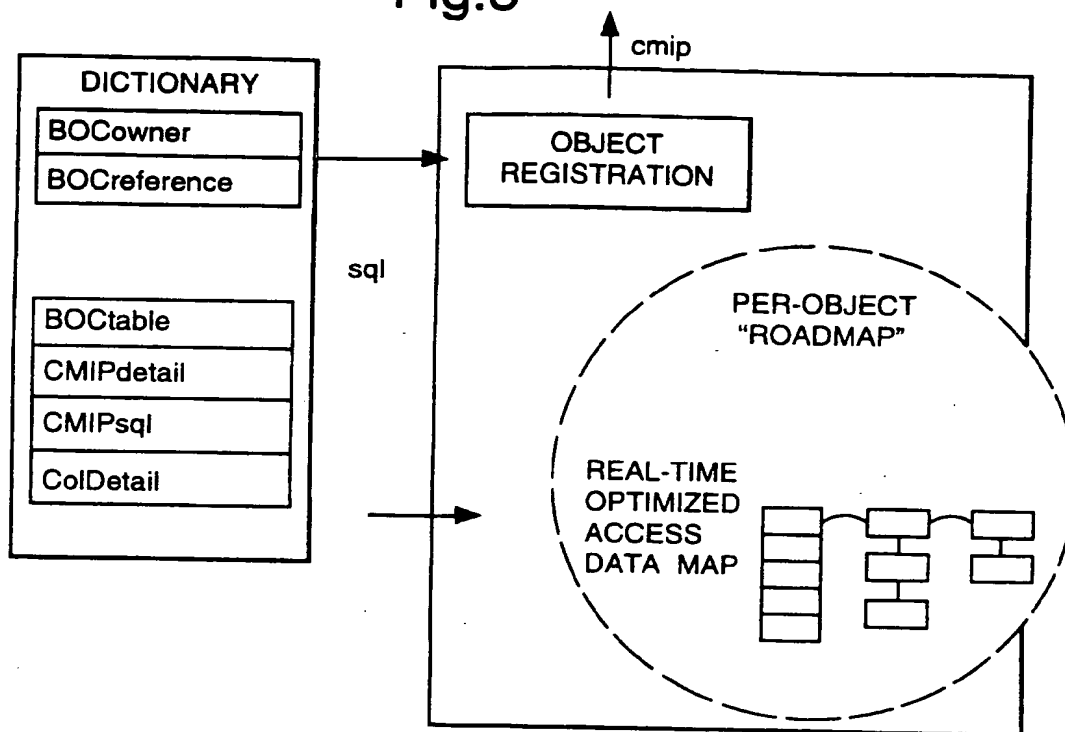 cmip
DICTIONARY
BOCowner
BOCreference
OBJECT
REGISTRATION
sql
BOCtable
CMIPdetail
CMIPsql
ColDetail
PER-OBJECT
"ROADMAP"
REAL-TIME
OPTIMIZED
ACCESS
DATA MAP